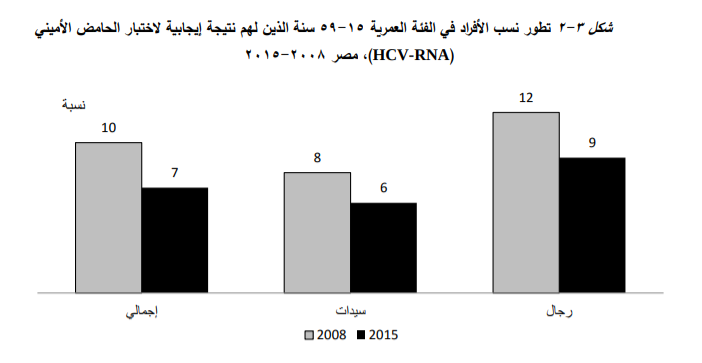 شكل ٣-٢ تطور نسب الأفراد في الفئة العمرية ١٥-٥٩ سنة الذين لهم نتيجة إيجابية لاختبار الحامض الأميني
(HCV-RNA)، مصر ٢٠٠٨-٢٠١٥
نسبة
12
9
8
6
10
7
رجال
سيدات
إجمالي
2008 2015